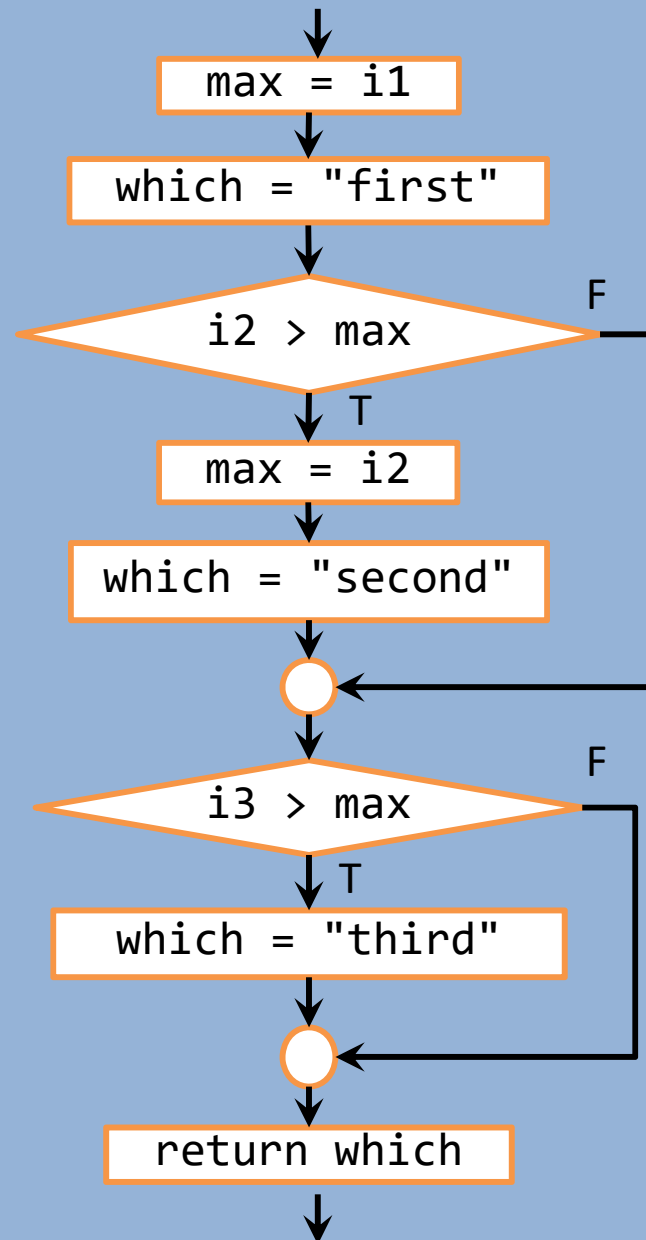 max = i1
which = "first"
F
i2 > max
T
max = i2
which = "second"
F
i3 > max
T
which = "third"
return which